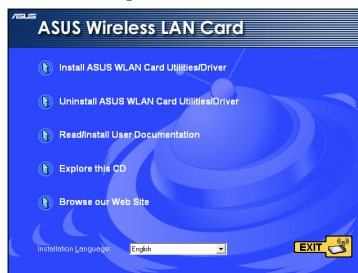 ASUS
ASUS Wireless LAN Card
Install ASUS WLAN Card Utilities/Driver
Uninstall ASUS WLAN Card Utilities/Driver
Read/Install User Documentation
Explore this CD
Browse our Web Site
Installation Language: English
EXIT